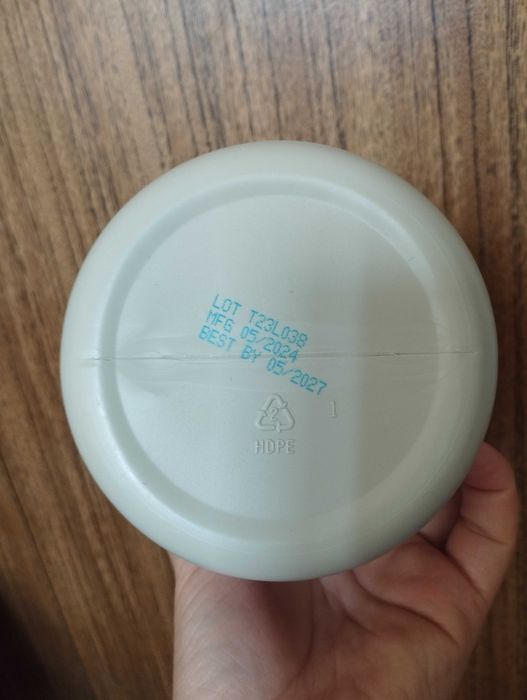 LOT T23L038
MFG 05/2024
BEST BY 05/2027
2
1
HDPE